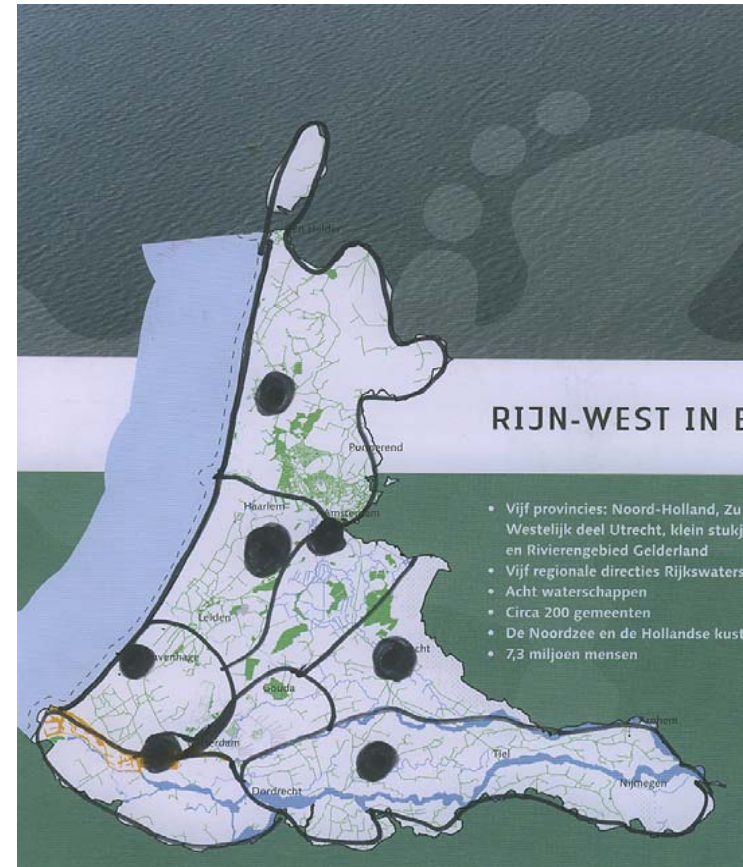 Den Helder
RIJN-WEST IN
Purmerend
Haarlem
Amsterdam
• Vijf provincies: Noord-Holland, Zu
Westelijk deel Utrecht, klein stukj
en Rivierengebied Gelderland
• Vijf regionale directies Rijkswaters
• Acht waterschappen
• Circa 200 gemeenten
• De Noordzee en de Hollandse kust
• 7,3 miljoen mensen
Leiden
Gouda
Arnhem
Tiel
Nijmegen
Dordrecht